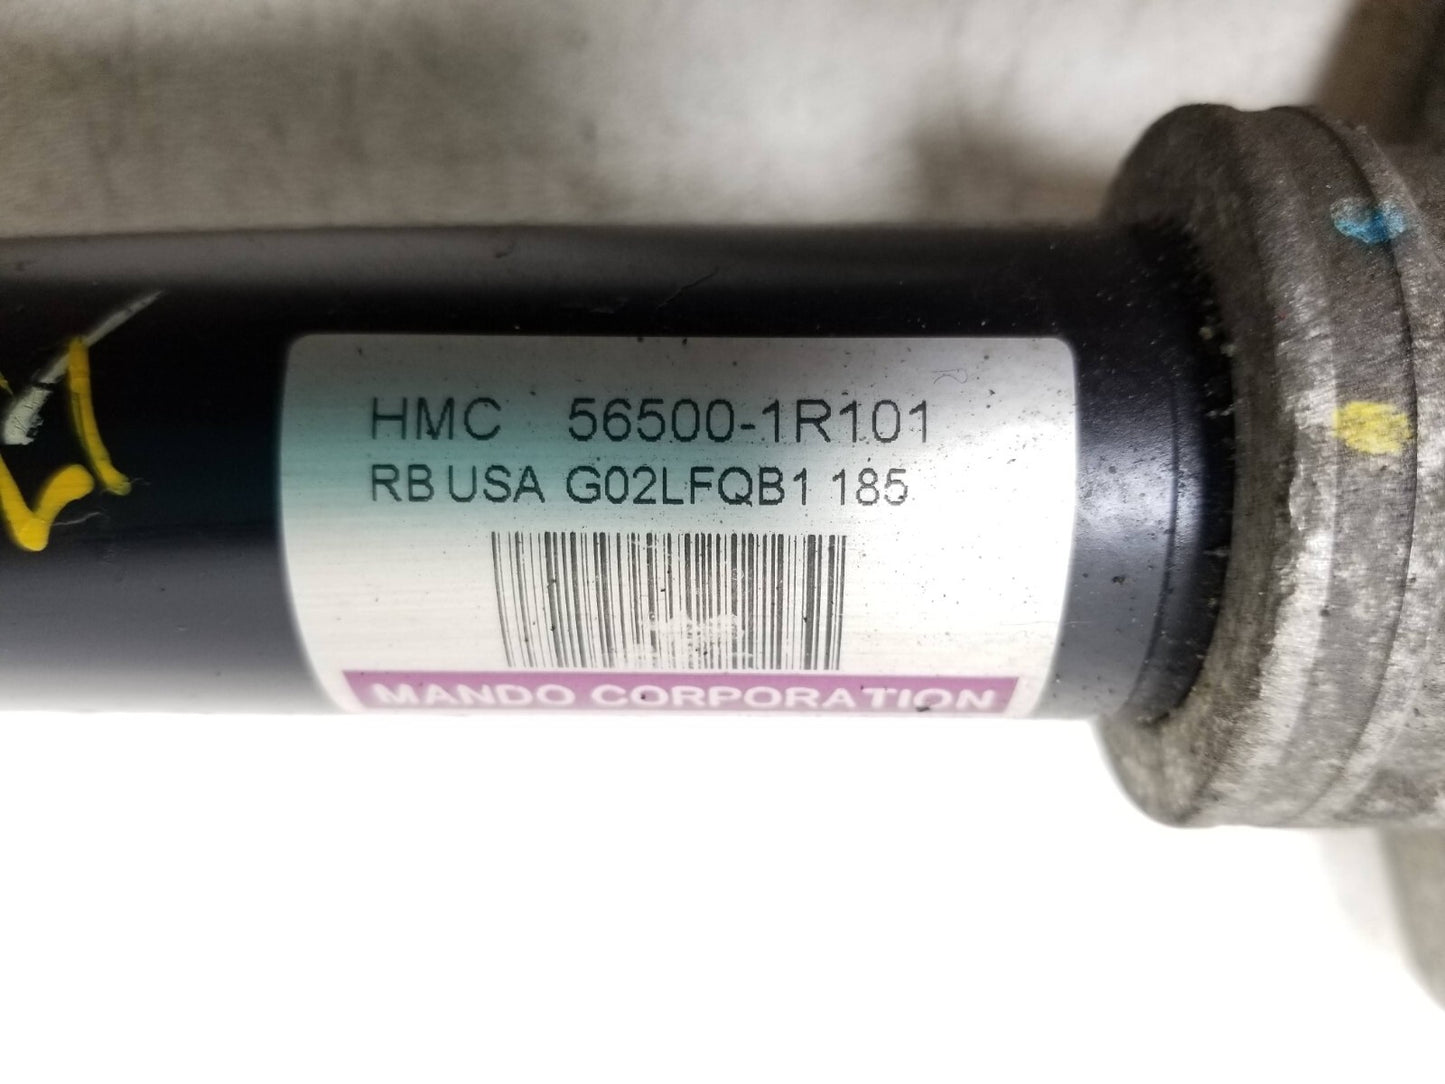 HMC 56500-1R101
RB USA G02LFQB1 185
MANDO CORPORATION